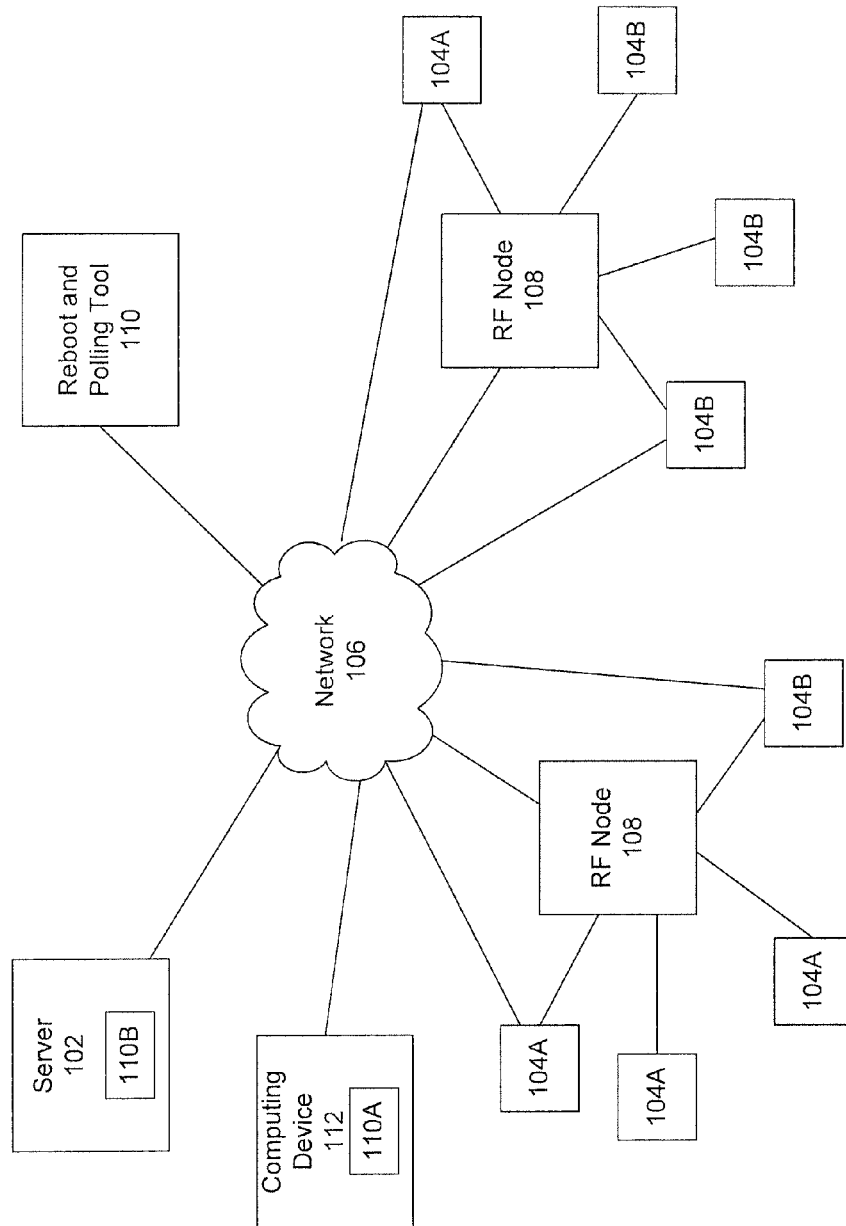 Server
102
110B
Reboot and
Polling Tool
110
Computing
Device
112
110A
Network
106
104A
RF Node
108
104A
RF Node
108
104B
104A
104B
104B
104B
104A